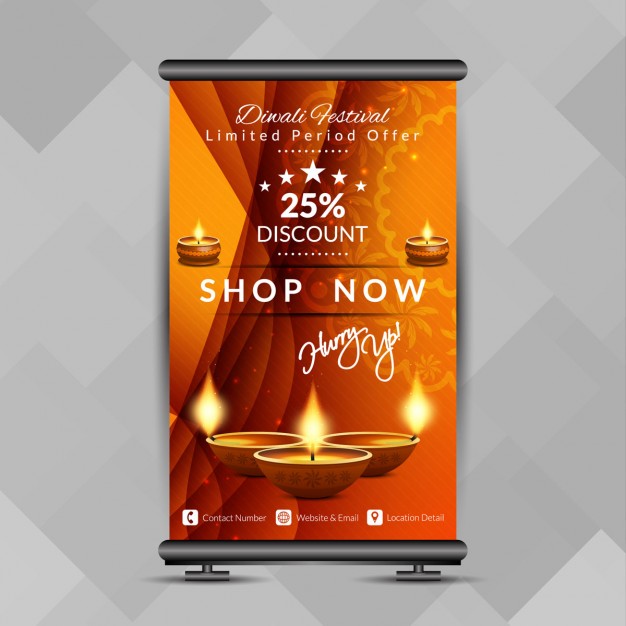 Diwali Festival
Limited Period Offer
25%
DISCOUNT
SHOP NOW
Hurry Up!
Contact Number Website & Email Location Detail